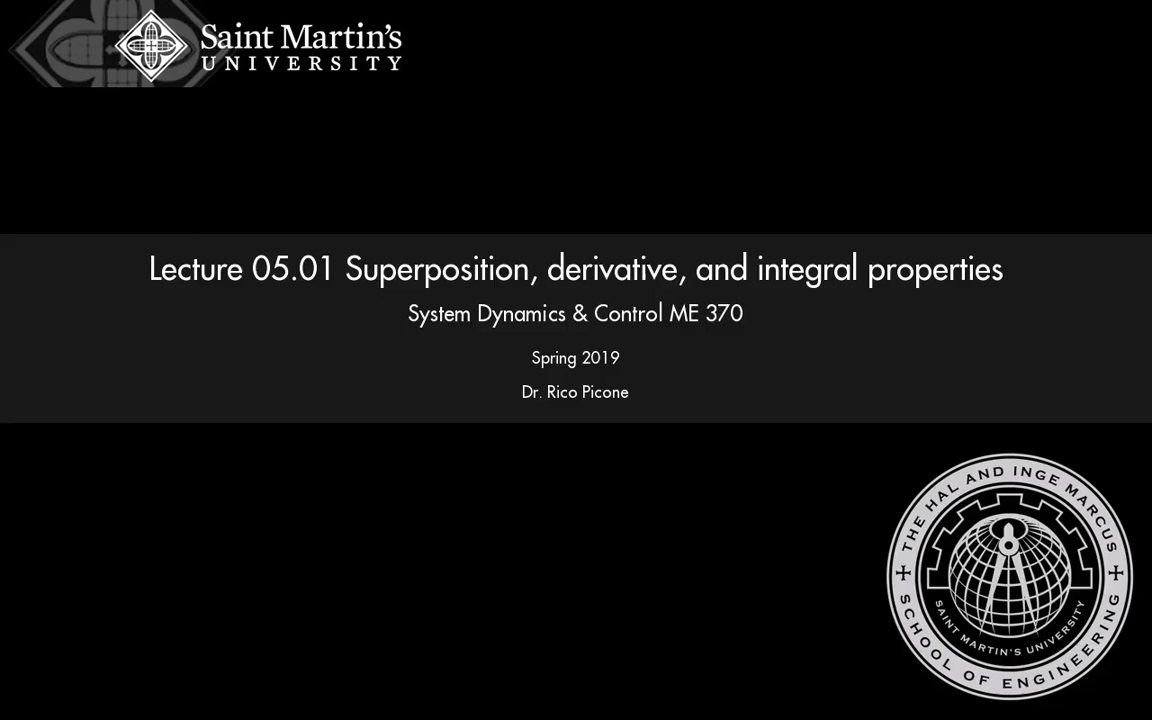 Saint Martin's
UNIVERSITY
Lecture 05.01 Superposition, derivative, and integral properties
System Dynamics & Control ME 370
Spring 2019
Dr. Rico Picone
THE HAL AND INGE MARCUS
SCHOOL OF ENGINEERING
SAINT MARTIN'S UNIVERSITY